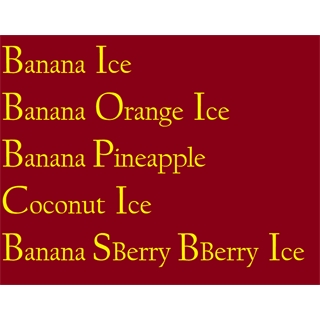 Banana Ice
Banana Orange Ice
Banana Pineapple
Coconut Ice
Banana SBerry BBerry Ice